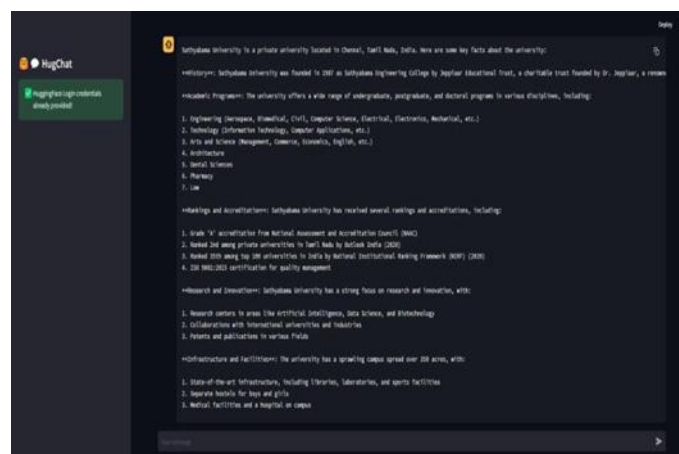 Deploy
HugChat
HuggingFace Login credentials
already provided!
Sathyabama University is a private university located in Chennai, Tamil Nadu, India. Here are some key facts about the university:
**History**: Sathyabama University was founded in 1987 as Sathyabama Engineering College by Jeppiaar Educational Trust, a charitable trust founded by Dr. Jeppiaar, a renown
**Academic Programs**: The university offers a wide range of undergraduate, postgraduate, and doctoral programs in various disciplines, including:
1. Engineering (Aerospace, Biomedical, Civil, Computer Science, Electrical, Electronics, Mechanical, etc.)
2. Technology (Information Technology, Computer Applications, etc.)
3. Arts and Science (Management, Commerce, Economics, English, etc.)
4. Architecture
5. Dental Sciences
6. Pharmacy
7. Law
**Rankings and Accreditation**: Sathyabama University has received several rankings and accreditations, including:
1. Grade 'A' accreditation from National Assessment and Accreditation Council (NAAC)
2. Ranked 2nd among private universities in Tamil Nadu by Outlook India (2020)
3. Ranked among top 100 universities in India by National Institutional Ranking Framework (NIRF) (2020)
4. ISO certification for quality management
**Research and Innovation**: Sathyabama University has a strong focus on research and innovation, with:
1. Research centers in areas like Artificial Intelligence, Data Science, and Biotechnology
2. Collaborations with international universities and industries
3. Patents and publications in various fields
**Infrastructure and Facilities**: The university has a sprawling campus spread over acres, with:
1. State-of-the-art infrastructure, including libraries, laboratories, and sports facilities
2. Separate hostels for boys and girls
3. Medical facilities and a hospital on campus